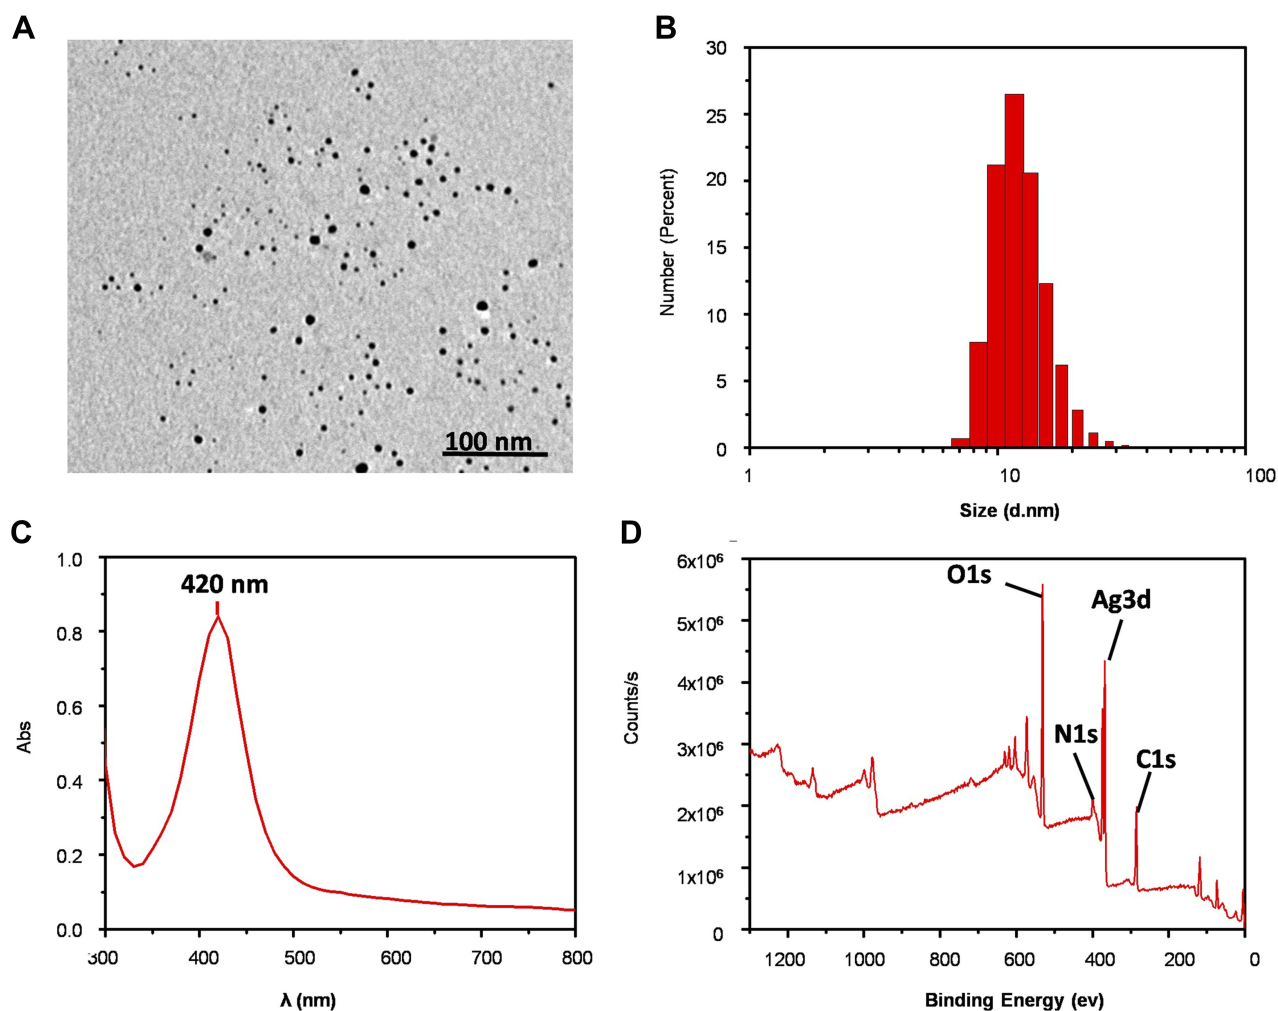 A
100 nm
B
30
25
20
15
10
5
0
Number (Percent)
1
10
100
Size (d.nm)
C
420 nm
1.0
0.8
0.6
0.4
0.2
0.0
Abs
300
400
500
600
700
800
λ (nm)
D
6x10⁶
5x10⁶
4x10⁶
3x10⁶
2x10⁶
1x10⁶
0
Counts/s
O1s
Ag3d
N1s
C1s
1200
1000
800
600
400
200
0
Binding Energy (ev)